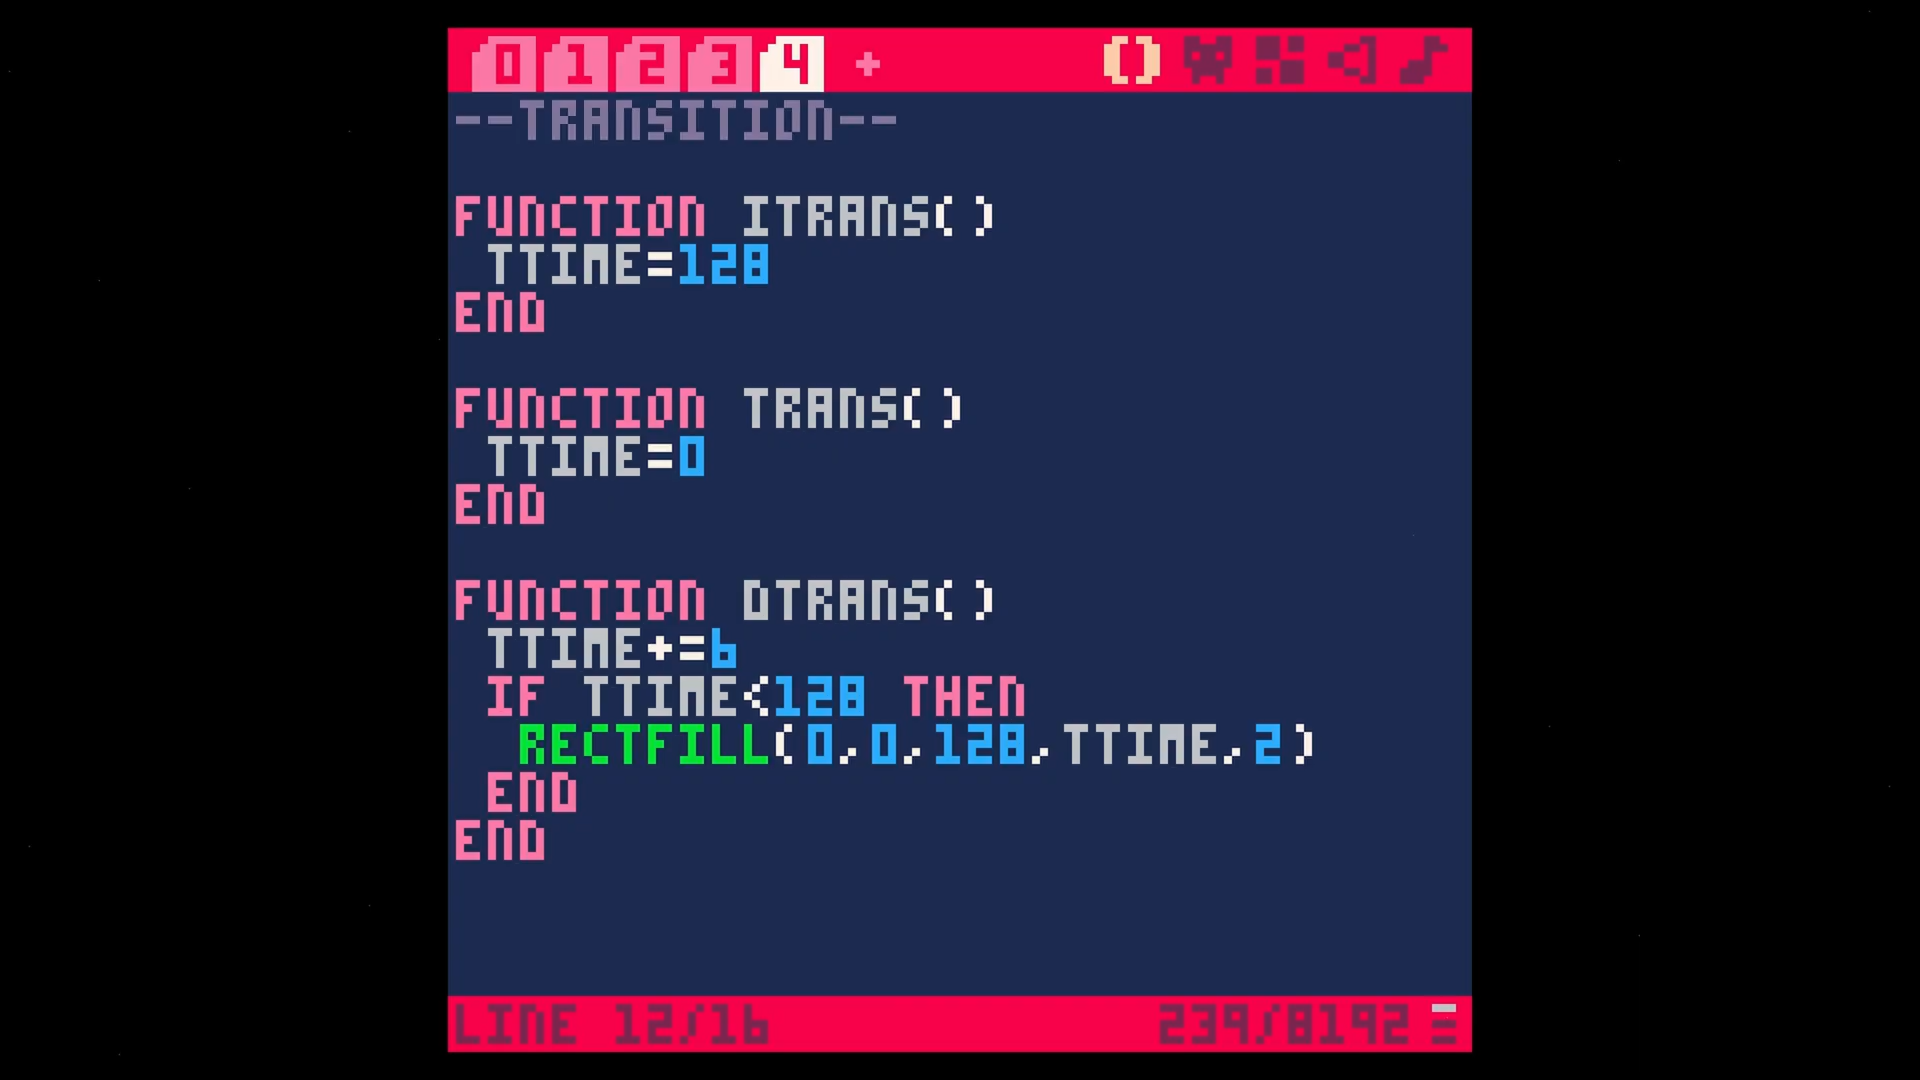 0 1 2 3 4 + ()
--TRANSITION--
FUNCTION ITRANS()
TTIME=128
END
FUNCTION TRANS()
TTIME=0
END
FUNCTION DTRANS()
TTIME+=6
IF TTIME<128 THEN
RECTFILL(0,0,128,TTIME,2)
END
END
LINE 12/16 239/8192